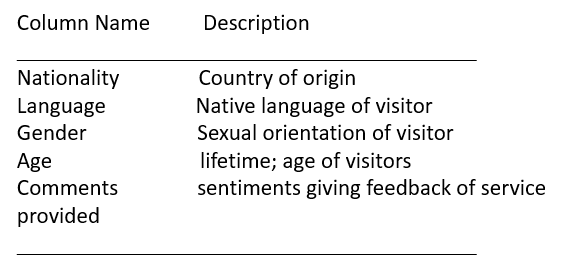 Column Name Description
Nationality Country of origin
Language Native language of visitor
Gender Sexual orientation of visitor
Age lifetime; age of visitors
Comments sentiments giving feedback of service
provided